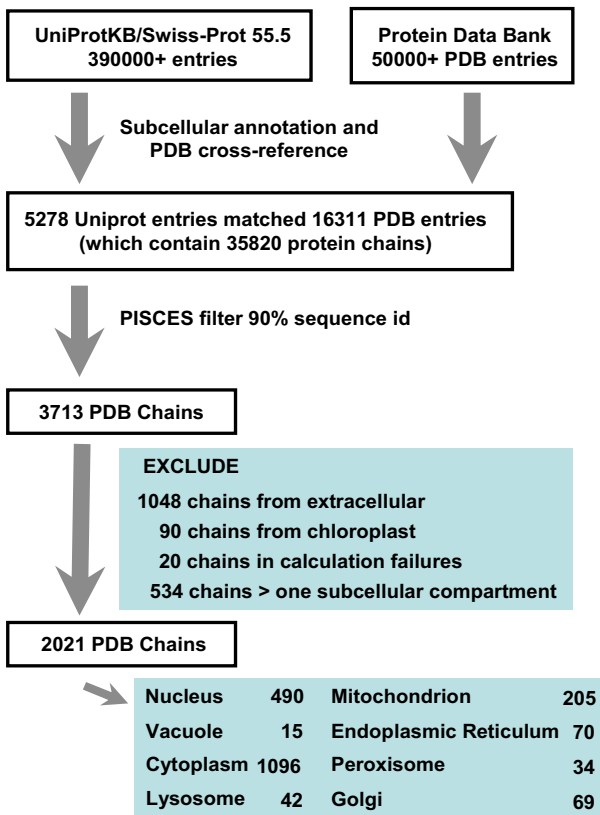 UniProtKB/Swiss-Prot 55.5
390000+ entries
Protein Data Bank
50000+ PDB entries
Subcellular annotation and
PDB cross-reference
5278 Uniprot entries matched 16311 PDB entries
(which contain 35820 protein chains)
PISCES filter 90% sequence id
3713 PDB Chains
EXCLUDE
1048 chains from extracellular
90 chains from chloroplast
20 chains in calculation failures
534 chains > one subcellular compartment
2021 PDB Chains
Nucleus 490 Mitochondrion 205
Vacuole 15 Endoplasmic Reticulum 70
Cytoplasm 1096 Peroxisome 34
Lysosome 42 Golgi 69